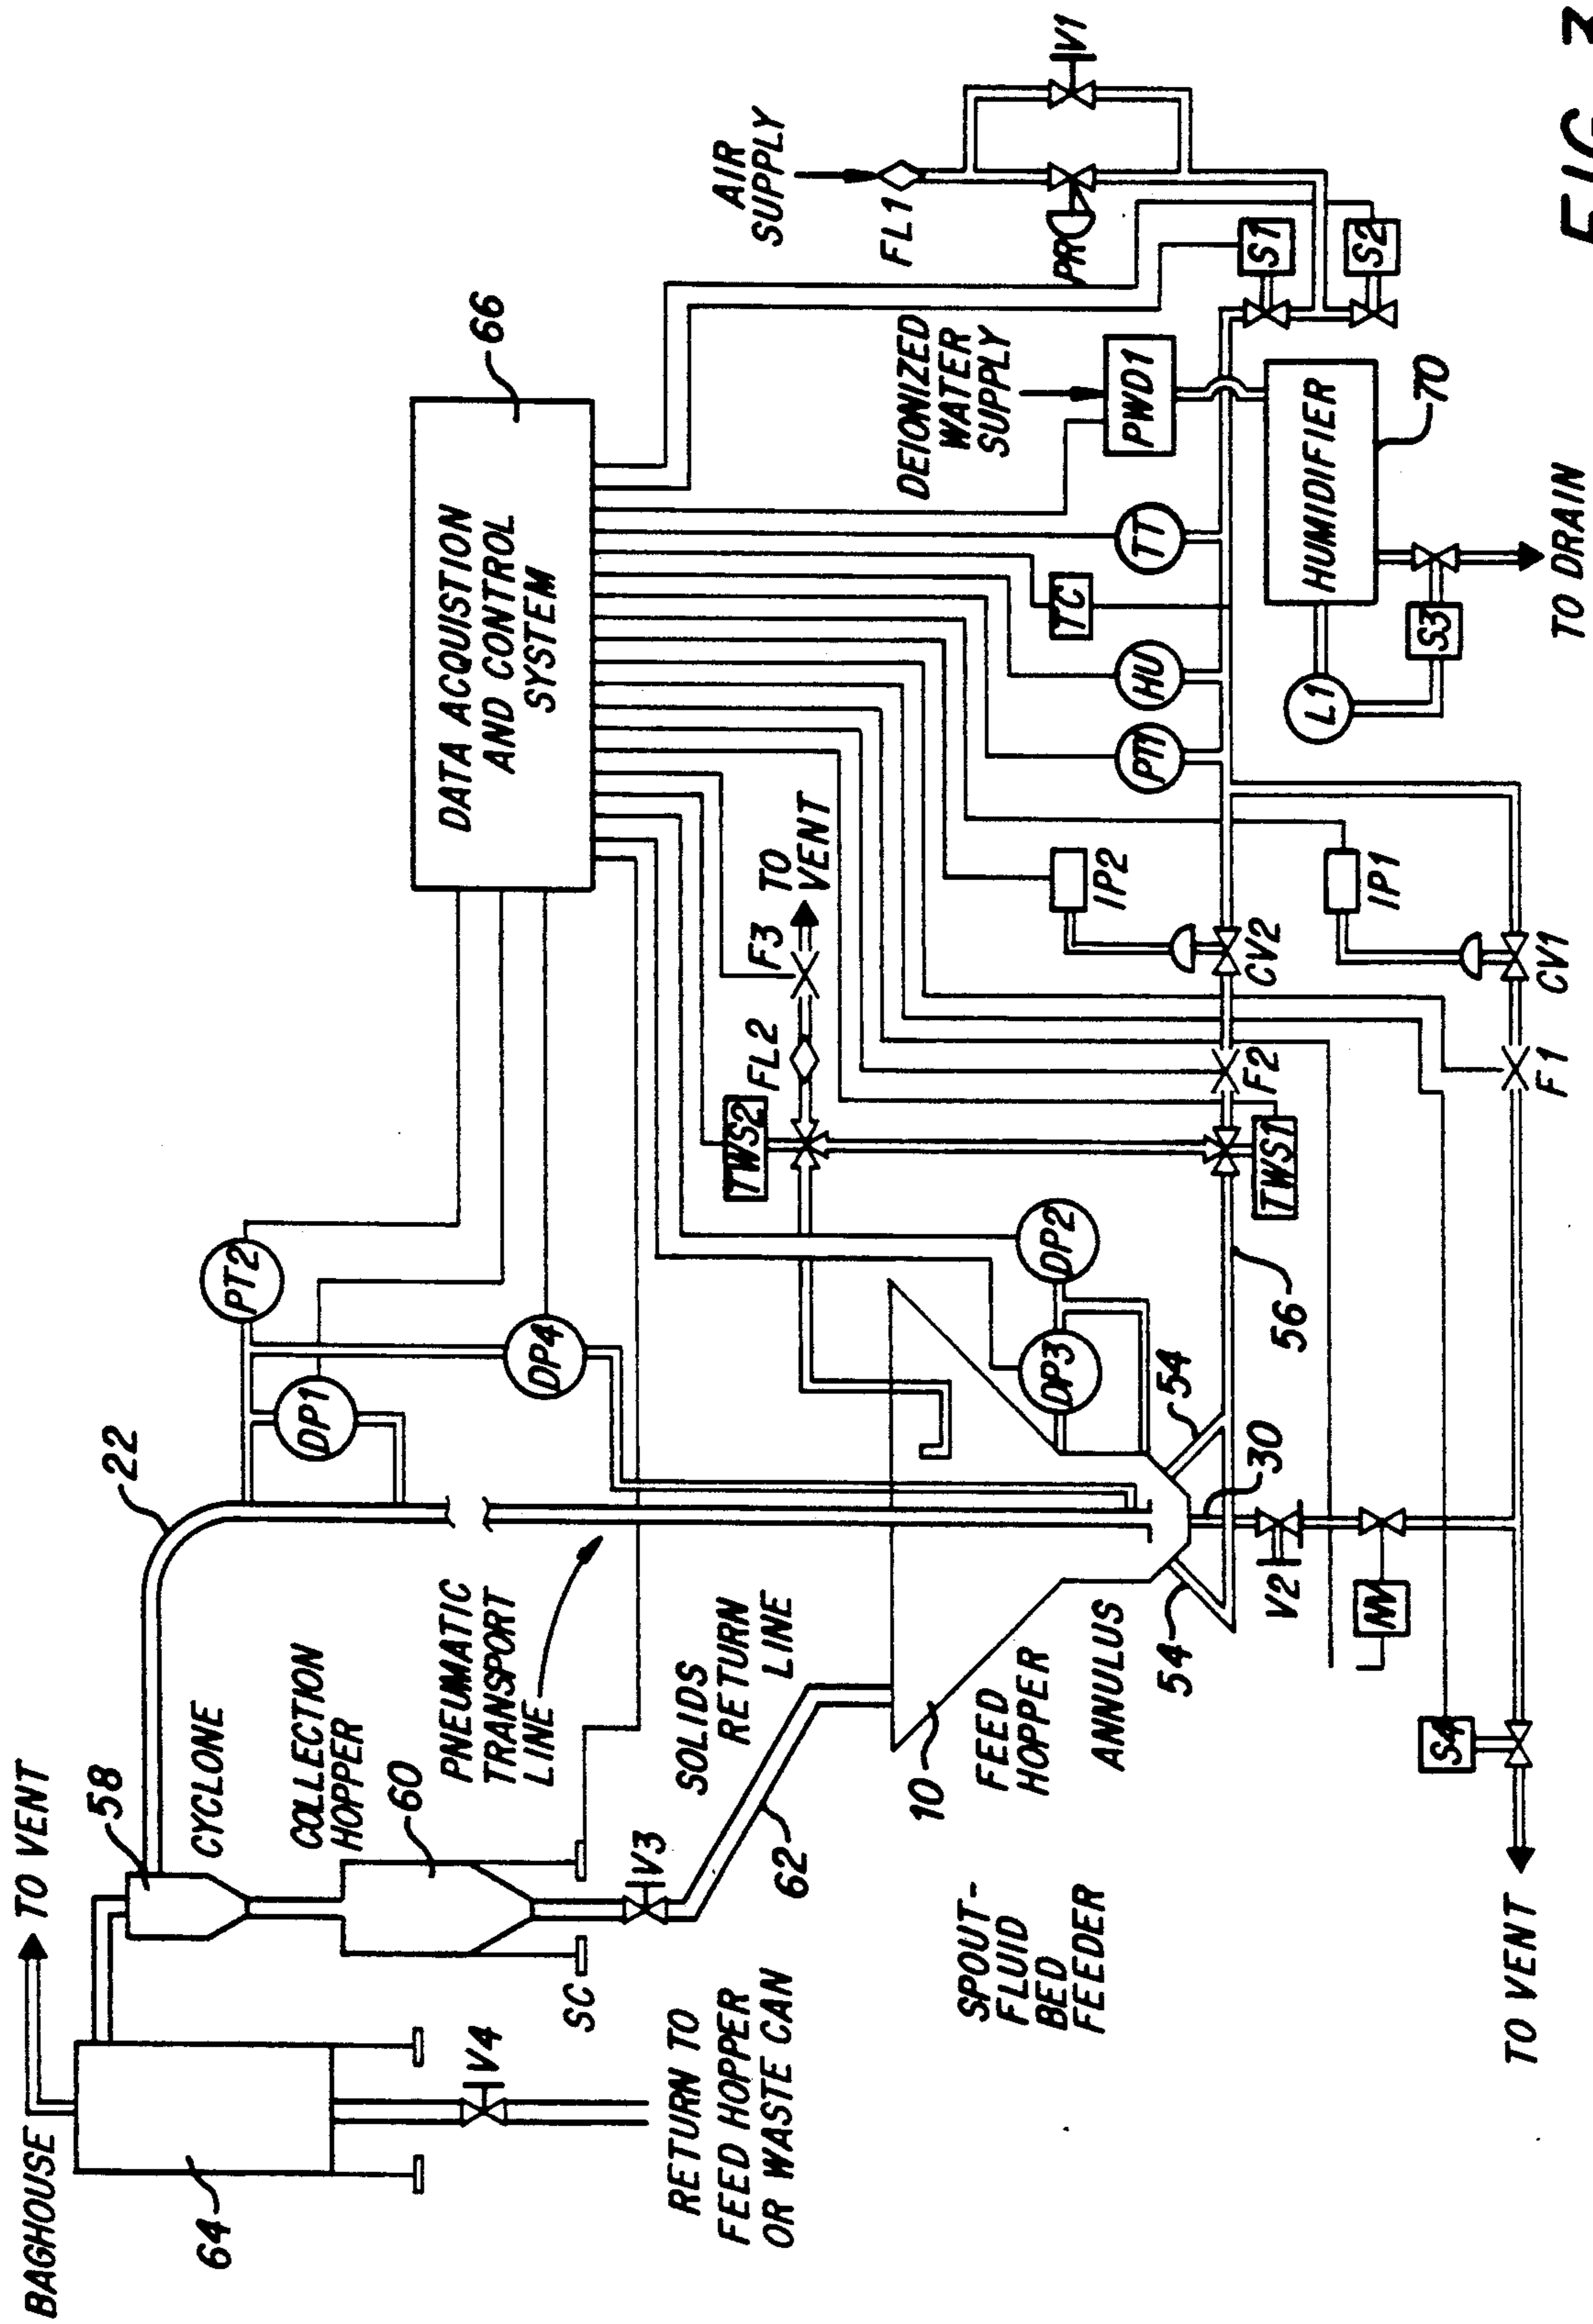 BAGHOUSE
TO VENT
64
58
CYCLONE
22
COLLECTION
HOPPER
60
V4
SC
V3
RETURN TO
FEED HOPPER
OR WASTE CAN
PNEUMATIC
TRANSPORT
LINE
SOLIDS
RETURN
LINE
62
PT2
DP1
DP4
DATA ACQUISTION
AND CONTROL
SYSTEM
66
SPOUT-
FLUID
BED
FEEDER
10
FEED
HOPPER
ANNULUS
54
54
30
56
DP3
DP2
TWS2
TWS1
FL2
F3
TO
VENT
F2
CV2
IP2
IP1
CV1
F1
V2
NV
S4
TO VENT
PT1
HU
TC
TT
DEIONIZED
WATER
SUPPLY
PWD1
HUMIDIFIER
70
L1
S3
TO DRAIN
AIR
SUPPLY
FL1
PR
V1
S1
S2
FIG. 3